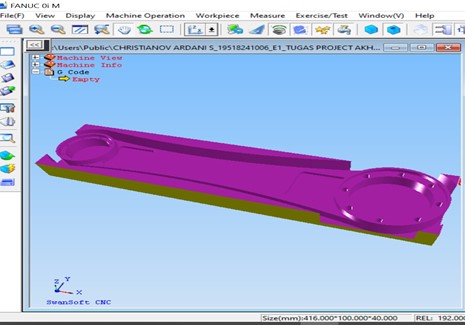 FANUC 0i M
File(F) View Display Machine Operation Workpiece Measure Exercise/Test Window(V) Help
<< ..\Users\Public\CHRISTIANOV ARDANI S_19518241006_E1_TUGAS PROJECT AKH...
Machine View
Machine Info
G Code
Empty
Z Y
X
SwanSoft CNC
Size(mm):416.000*100.000*40.000 REL: 192.000